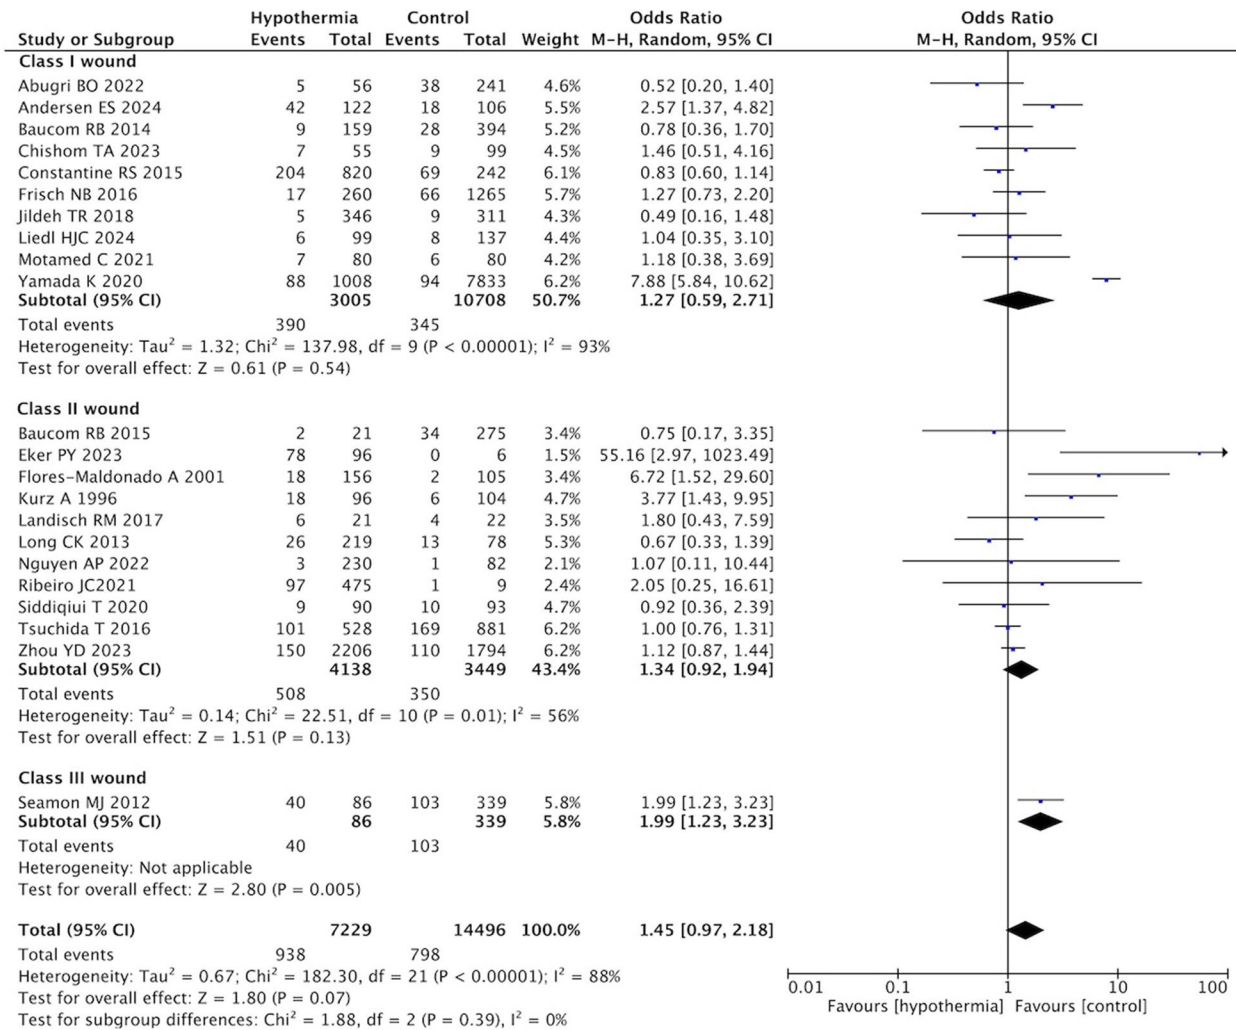 Hypothermia Control Odds Ratio Odds Ratio
Study or Subgroup Events Total Events Total Weight M-H, Random, 95% CI M-H, Random, 95% CI
Class I wound
Abugri BO 2022 5 56 38 241 4.6% 0.52 [0.20, 1.40]
Andersen ES 2024 42 122 18 106 5.5% 2.57 [1.37, 4.82]
Baucom RB 2014 9 159 28 394 5.2% 0.78 [0.36, 1.70]
Chishom TA 2023 7 55 9 99 4.5% 1.46 [0.51, 4.16]
Constantine RS 2015 204 820 69 242 6.1% 0.83 [0.60, 1.14]
Frisch NB 2016 17 260 66 1265 5.7% 1.27 [0.73, 2.20]
Jildeh TR 2018 5 346 9 311 4.3% 0.49 [0.16, 1.48]
Liedl HJC 2024 6 99 8 137 4.4% 1.04 [0.35, 3.10]
Motamed C 2021 7 80 6 80 4.2% 1.18 [0.38, 3.69]
Yamada K 2020 88 1008 94 7833 6.2% 7.88 [5.84, 10.62]
Subtotal (95% CI) 3005 10708 50.7% 1.27 [0.59, 2.71]
Total events 390 345
Heterogeneity: Tau² = 1.32; Chi² = 137.98, df = 9 (P < 0.00001); I² = 93%
Test for overall effect: Z = 0.61 (P = 0.54)
Class II wound
Baucom RB 2015 2 21 34 275 3.4% 0.75 [0.17, 3.35]
Eker PY 2023 78 96 0 6 1.5% 55.16 [2.97, 1023.49]
Flores-Maldonado A 2001 18 156 2 105 3.4% 6.72 [1.52, 29.60]
Kurz A 1996 18 96 6 104 4.7% 3.77 [1.43, 9.95]
Landisch RM 2017 6 21 4 22 3.5% 1.80 [0.43, 7.59]
Long CK 2013 26 219 13 78 5.3% 0.67 [0.33, 1.39]
Nguyen AP 2022 3 230 1 82 2.1% 1.07 [0.11, 10.44]
Ribeiro JC2021 97 475 1 9 2.4% 2.05 [0.25, 16.61]
Siddiqiui T 2020 9 90 10 93 4.7% 0.92 [0.36, 2.39]
Tsuchida T 2016 101 528 169 881 6.2% 1.00 [0.76, 1.31]
Zhou YD 2023 150 2206 110 1794 6.2% 1.12 [0.87, 1.44]
Subtotal (95% CI) 4138 3449 43.4% 1.34 [0.92, 1.94]
Total events 508 350
Heterogeneity: Tau² = 0.14; Chi² = 22.51, df = 10 (P = 0.01); I² = 56%
Test for overall effect: Z = 1.51 (P = 0.13)
Class III wound
Seamon MJ 2012 40 86 103 339 5.8% 1.99 [1.23, 3.23]
Subtotal (95% CI) 86 339 5.8% 1.99 [1.23, 3.23]
Total events 40 103
Heterogeneity: Not applicable
Test for overall effect: Z = 2.80 (P = 0.005)
Total (95% CI) 7229 14496 100.0% 1.45 [0.97, 2.18]
Total events 938 798
Heterogeneity: Tau² = 0.67; Chi² = 182.30, df = 21 (P < 0.00001); I² = 88%
Test for overall effect: Z = 1.80 (P = 0.07)
Test for subgroup differences: Chi² = 1.88, df = 2 (P = 0.39), I² = 0%
0.01 0.1 1 10 100
Favours [hypothermia] Favours [control]